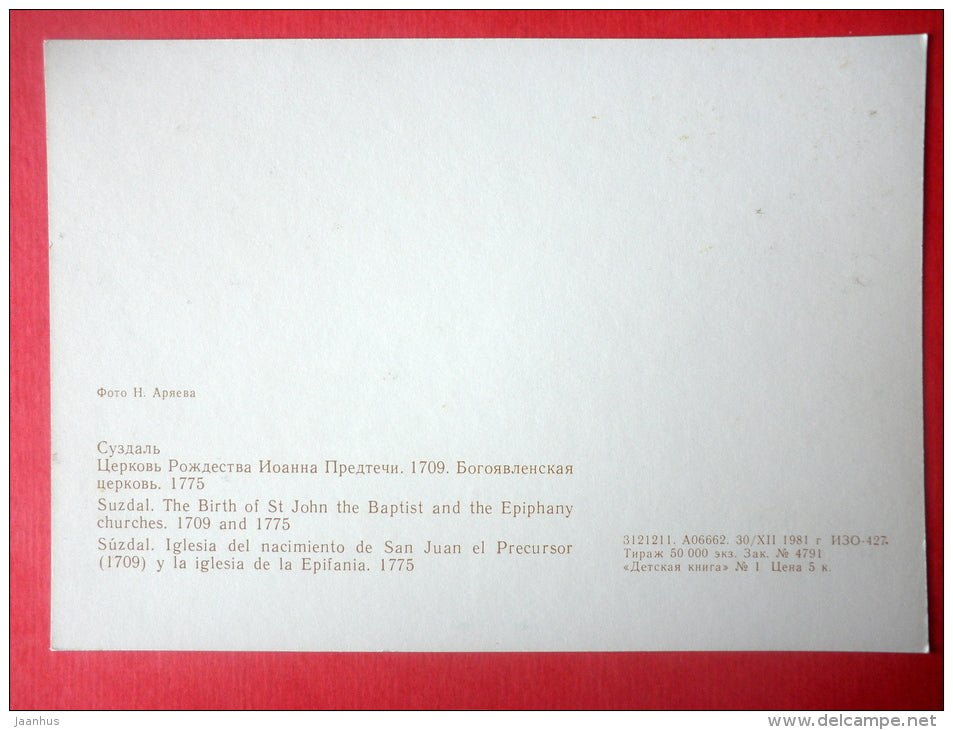 Фото Н. Аряева
Суздаль
Церковь Рождества Иоанна Предтечи. 1709. Богоявленская
церковь. 1775
Suzdal. The Birth of St John the Baptist and the Epiphany
churches. 1709 and 1775
Súzdal. Iglesia del nacimiento de San Juan el Precursor
(1709) y la iglesia de la Epifania. 1775
3121211. А06662. 30/XII 1981 г ИЗО-427.
Тираж 50 000 экз. Зак. № 4791
«Детская книга» № 1 Цена 5 к.
jaanhus
www.delcampe.net